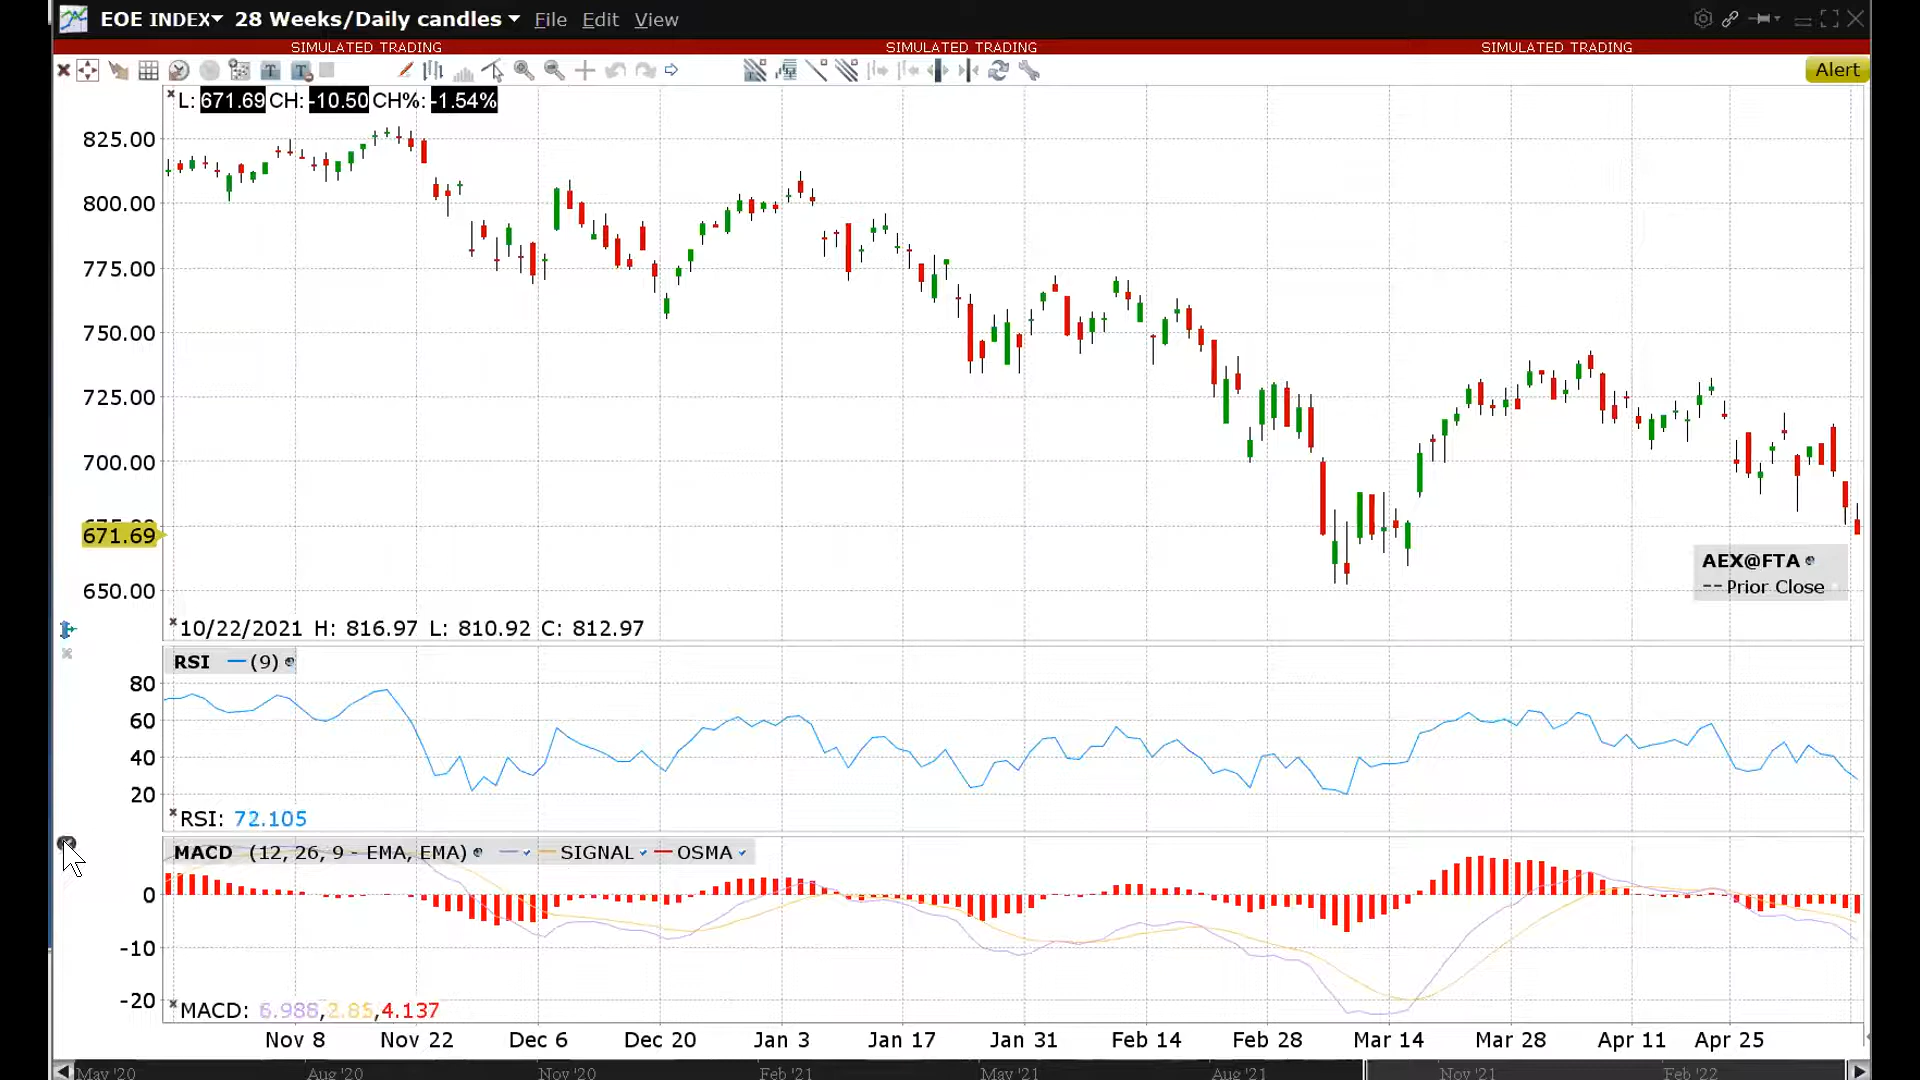 EOE INDEX 28 Weeks/Daily candles File Edit View
SIMULATED TRADING SIMULATED TRADING SIMULATED TRADING
Alert
L: 671.69 CH: -10.50 CH%: -1.54%
825.00
800.00
775.00
750.00
725.00
700.00
671.69
650.00
AEX@FTA
-- Prior Close
10/22/2021 H: 816.97 L: 810.92 C: 812.97
RSI (9)
80
60
40
20
RSI: 72.105
MACD (12, 26, 9 - EMA, EMA) SIGNAL OSMA
0
-10
-20
MACD: 6.988,2.85,4.137
Nov 8 Nov 22 Dec 6 Dec 20 Jan 3 Jan 17 Jan 31 Feb 14 Feb 28 Mar 14 Mar 28 Apr 11 Apr 25
May '20 Aug '20 Nov '20 Feb '21 May '21 Aug '21 Nov '21 Feb '22